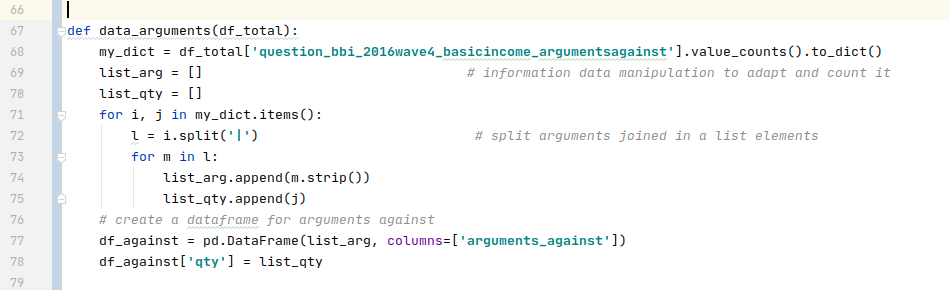 66
67 def data_arguments(df_total):
68 my_dict = df_total['question_bbi_2016wave4_basicincome_argumentsagainst'].value_counts().to_dict()
69 list_arg = [] # information data manipulation to adapt and count it
70 list_qty = []
71 for i, j in my_dict.items():
72 l = i.split('|') # split arguments joined in a list elements
73 for m in l:
74 list_arg.append(m.strip())
75 list_qty.append(j)
76 # create a dataframe for arguments against
77 df_against = pd.DataFrame(list_arg, columns=['arguments_against'])
78 df_against['qty'] = list_qty
79